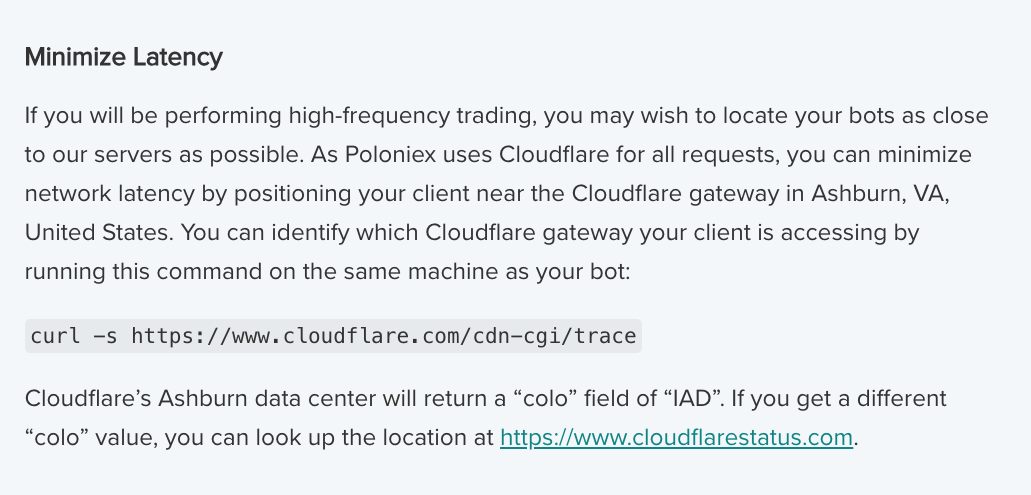 Minimize Latency
If you will be performing high-frequency trading, you may wish to locate your bots as close
to our servers as possible. As Poloniex uses Cloudflare for all requests, you can minimize
network latency by positioning your client near the Cloudflare gateway in Ashburn, VA,
United States. You can identify which Cloudflare gateway your client is accessing by
running this command on the same machine as your bot:
curl -s https://www.cloudflare.com/cdn-cgi/trace
Cloudflare’s Ashburn data center will return a “colo” field of “IAD”. If you get a different
“colo” value, you can look up the location at https://www.cloudflarestatus.com.